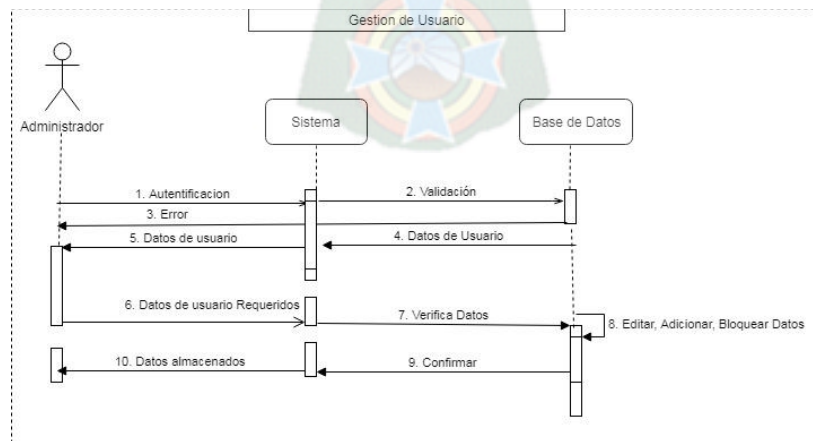 Gestion de Usuario
Administrador
Sistema
Base de Datos
1. Autentificacion
2. Validación
3. Error
5. Datos de usuario
4. Datos de Usuario
6. Datos de usuario Requeridos
7. Verifica Datos
8. Editar, Adicionar, Bloquear Datos
10. Datos almacenados
9. Confirmar